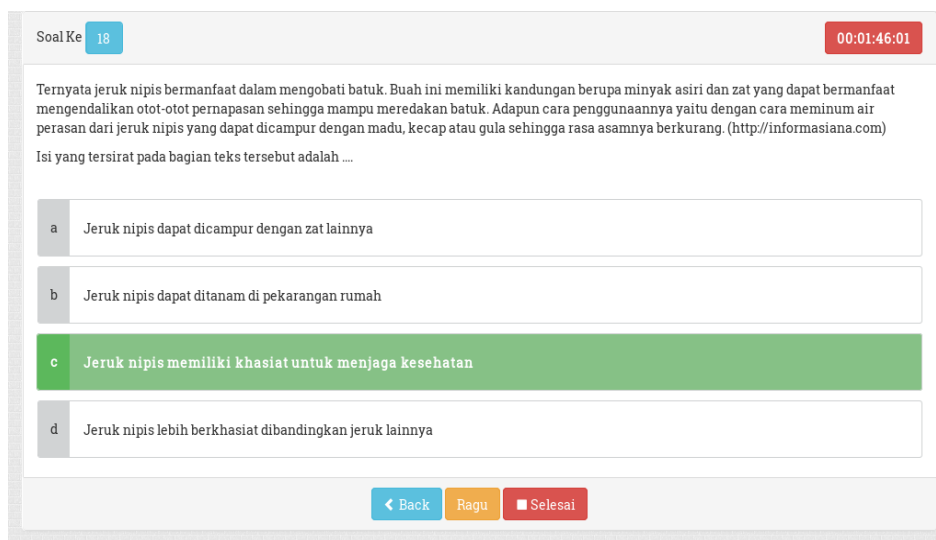 Soal Ke 18 00:01:46:01
Ternyata jeruk nipis bermanfaat dalam mengobati batuk. Buah ini memiliki kandungan berupa minyak asiri dan zat yang dapat bermanfaat
mengendalikan otot-otot pernapasan sehingga mampu meredakan batuk. Adapun cara penggunaannya yaitu dengan cara meminum air
perasan dari jeruk nipis yang dapat dicampur dengan madu, kecap atau gula sehingga rasa asamnya berkurang. (http://informasiana.com)
Isi yang tersirat pada bagian teks tersebut adalah ....
a Jeruk nipis dapat dicampur dengan zat lainnya
b Jeruk nipis dapat ditanam di pekarangan rumah
c Jeruk nipis memiliki khasiat untuk menjaga kesehatan
d Jeruk nipis lebih berkhasiat dibandingkan jeruk lainnya
Back Ragu Selesai